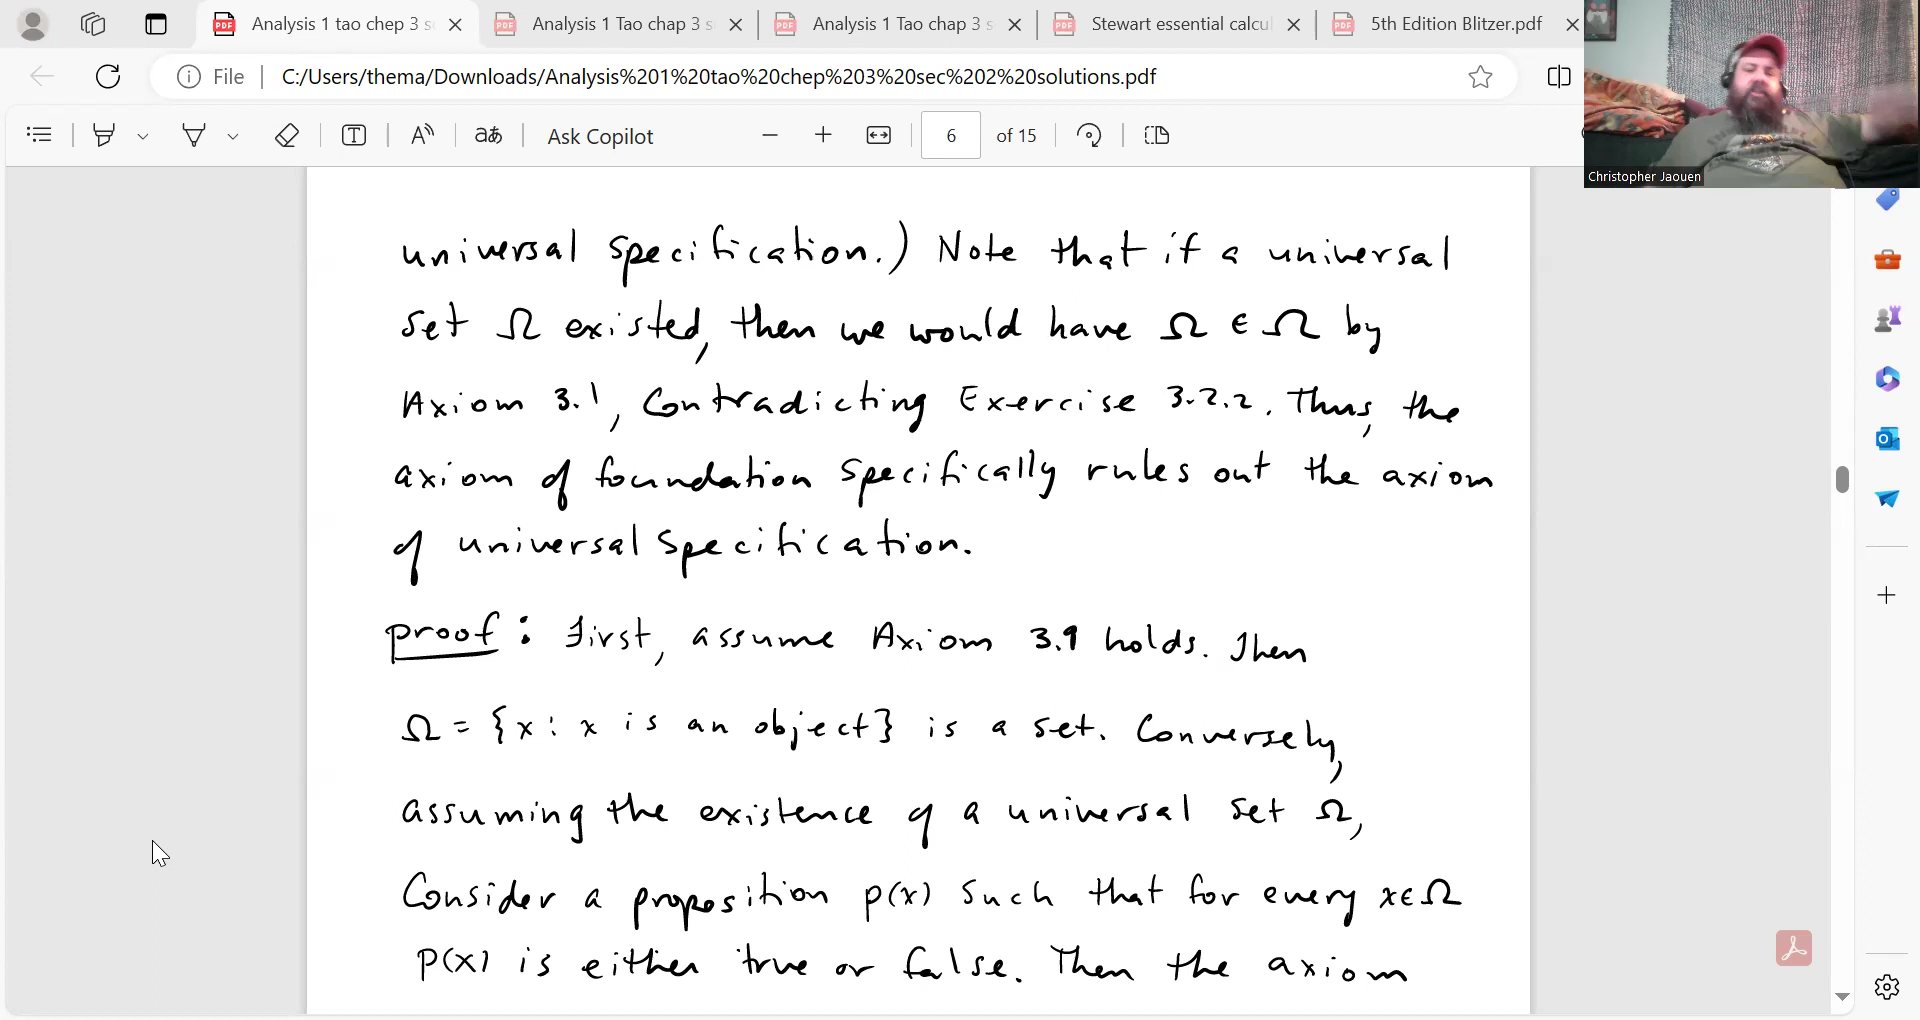 Analysis 1 tao chep 3 s
Analysis 1 Tao chap 3 s
Analysis 1 Tao chap 3 s
Stewart essential calcu
5th Edition Blitzer.pdf
File
C:/Users/thema/Downloads/Analysis%201%20tao%20chep%203%20sec%202%20solutions.pdf
Ask Copilot
6 of 15
Christopher Jaouen
universal specification.) Note that if a universal
set Ω existed, then we would have Ω ∈ Ω by
Axiom 3.1, Contradicting Exercise 3.2.2. Thus, the
axiom of foundation specifically rules out the axiom
of universal specification.
proof: First, assume Axiom 3.9 holds. Then
Ω = {x : x is an object} is a set. Conversely,
assuming the existence of a universal set Ω,
Consider a proposition p(x) such that for every x∈Ω
P(x) is either true or false. Then the axiom